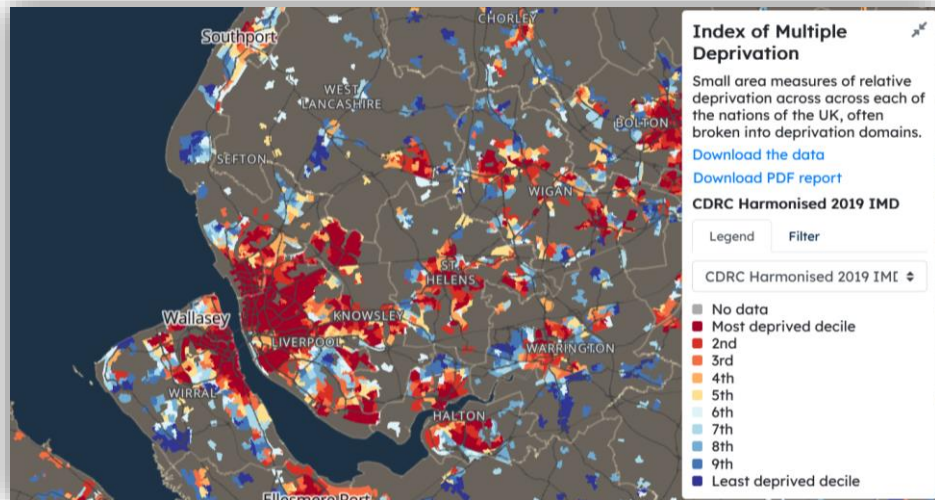 CHORLEY
Southport
WEST
LANCASHIRE
BOLTON
SEFTON
WIGAN
ST.
HELENS
Wallasey
KNOWSLEY
LIVERPOOL
WARRINGTON
WIRRAL
HALTON
Ellesmere Port
Index of Multiple
Deprivation
Small area measures of relative
deprivation across across each of
the nations of the UK, often
broken into deprivation domains.
Download the data
Download PDF report
CDRC Harmonised 2019 IMD
Legend
Filter
CDRC Harmonised 2019 IMI
No data
Most deprived decile
2nd
3rd
4th
5th
6th
7th
8th
9th
Least deprived decile